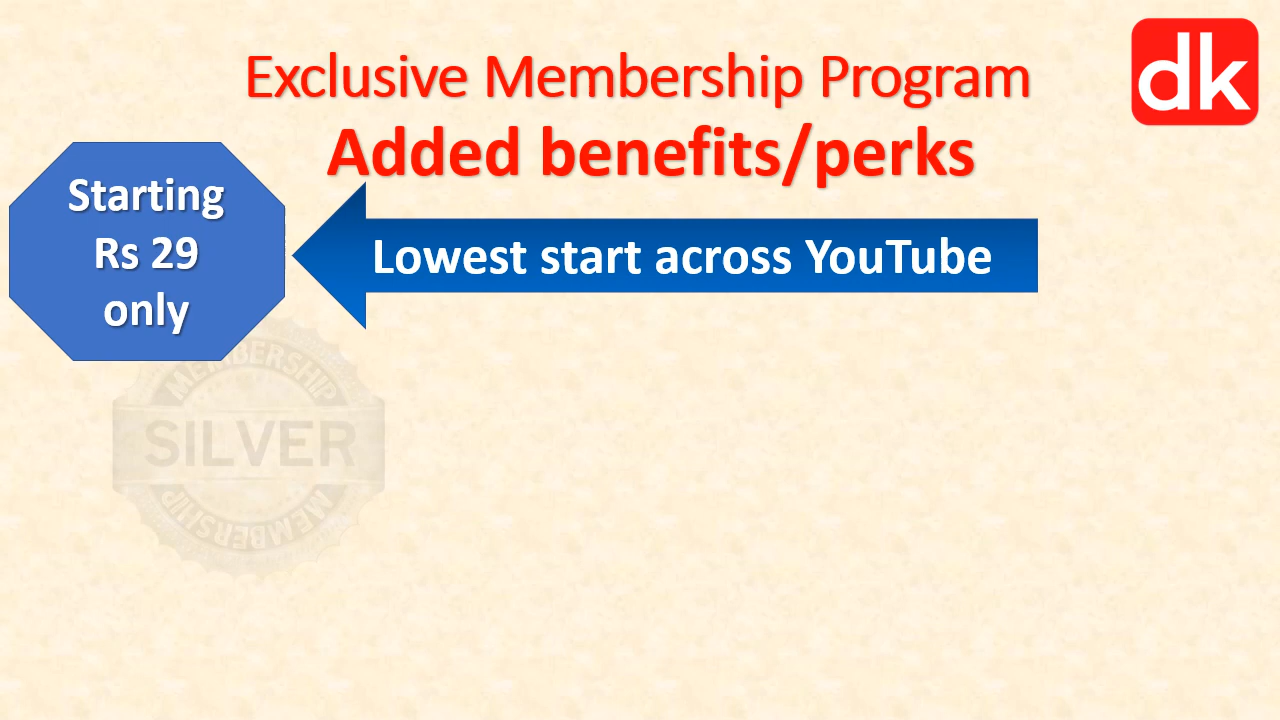 Exclusive Membership Program
Added benefits/perks
dk
Starting
Rs 29
only
Lowest start across YouTube
MEMBERSHIP
SILVER
MEMBERSHIP